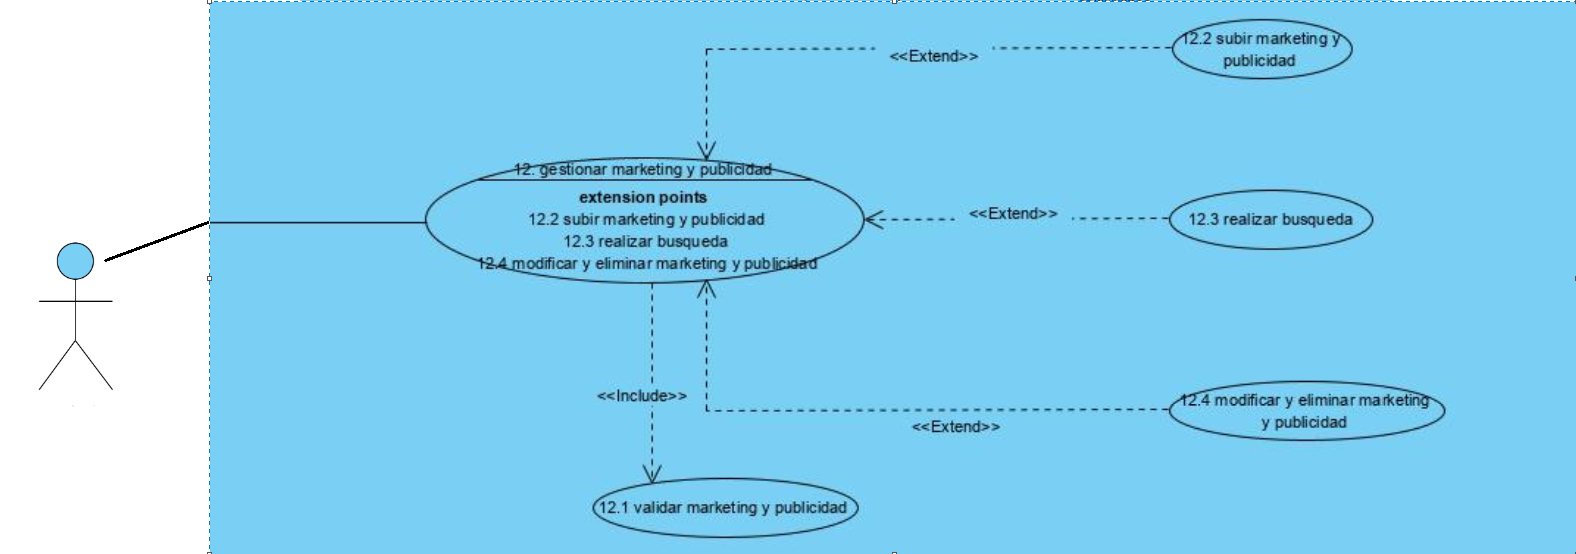 12.2 subir marketing y
publicidad
<<Extend>>
12. gestionar marketing y publicidad
extension points
12.2 subir marketing y publicidad
12.3 realizar busqueda
12.4 modificar y eliminar marketing y publicidad
<<Extend>>
12.3 realizar busqueda
<<Include>>
12.4 modificar y eliminar marketing
y publicidad
<<Extend>>
12.1 validar marketing y publicidad